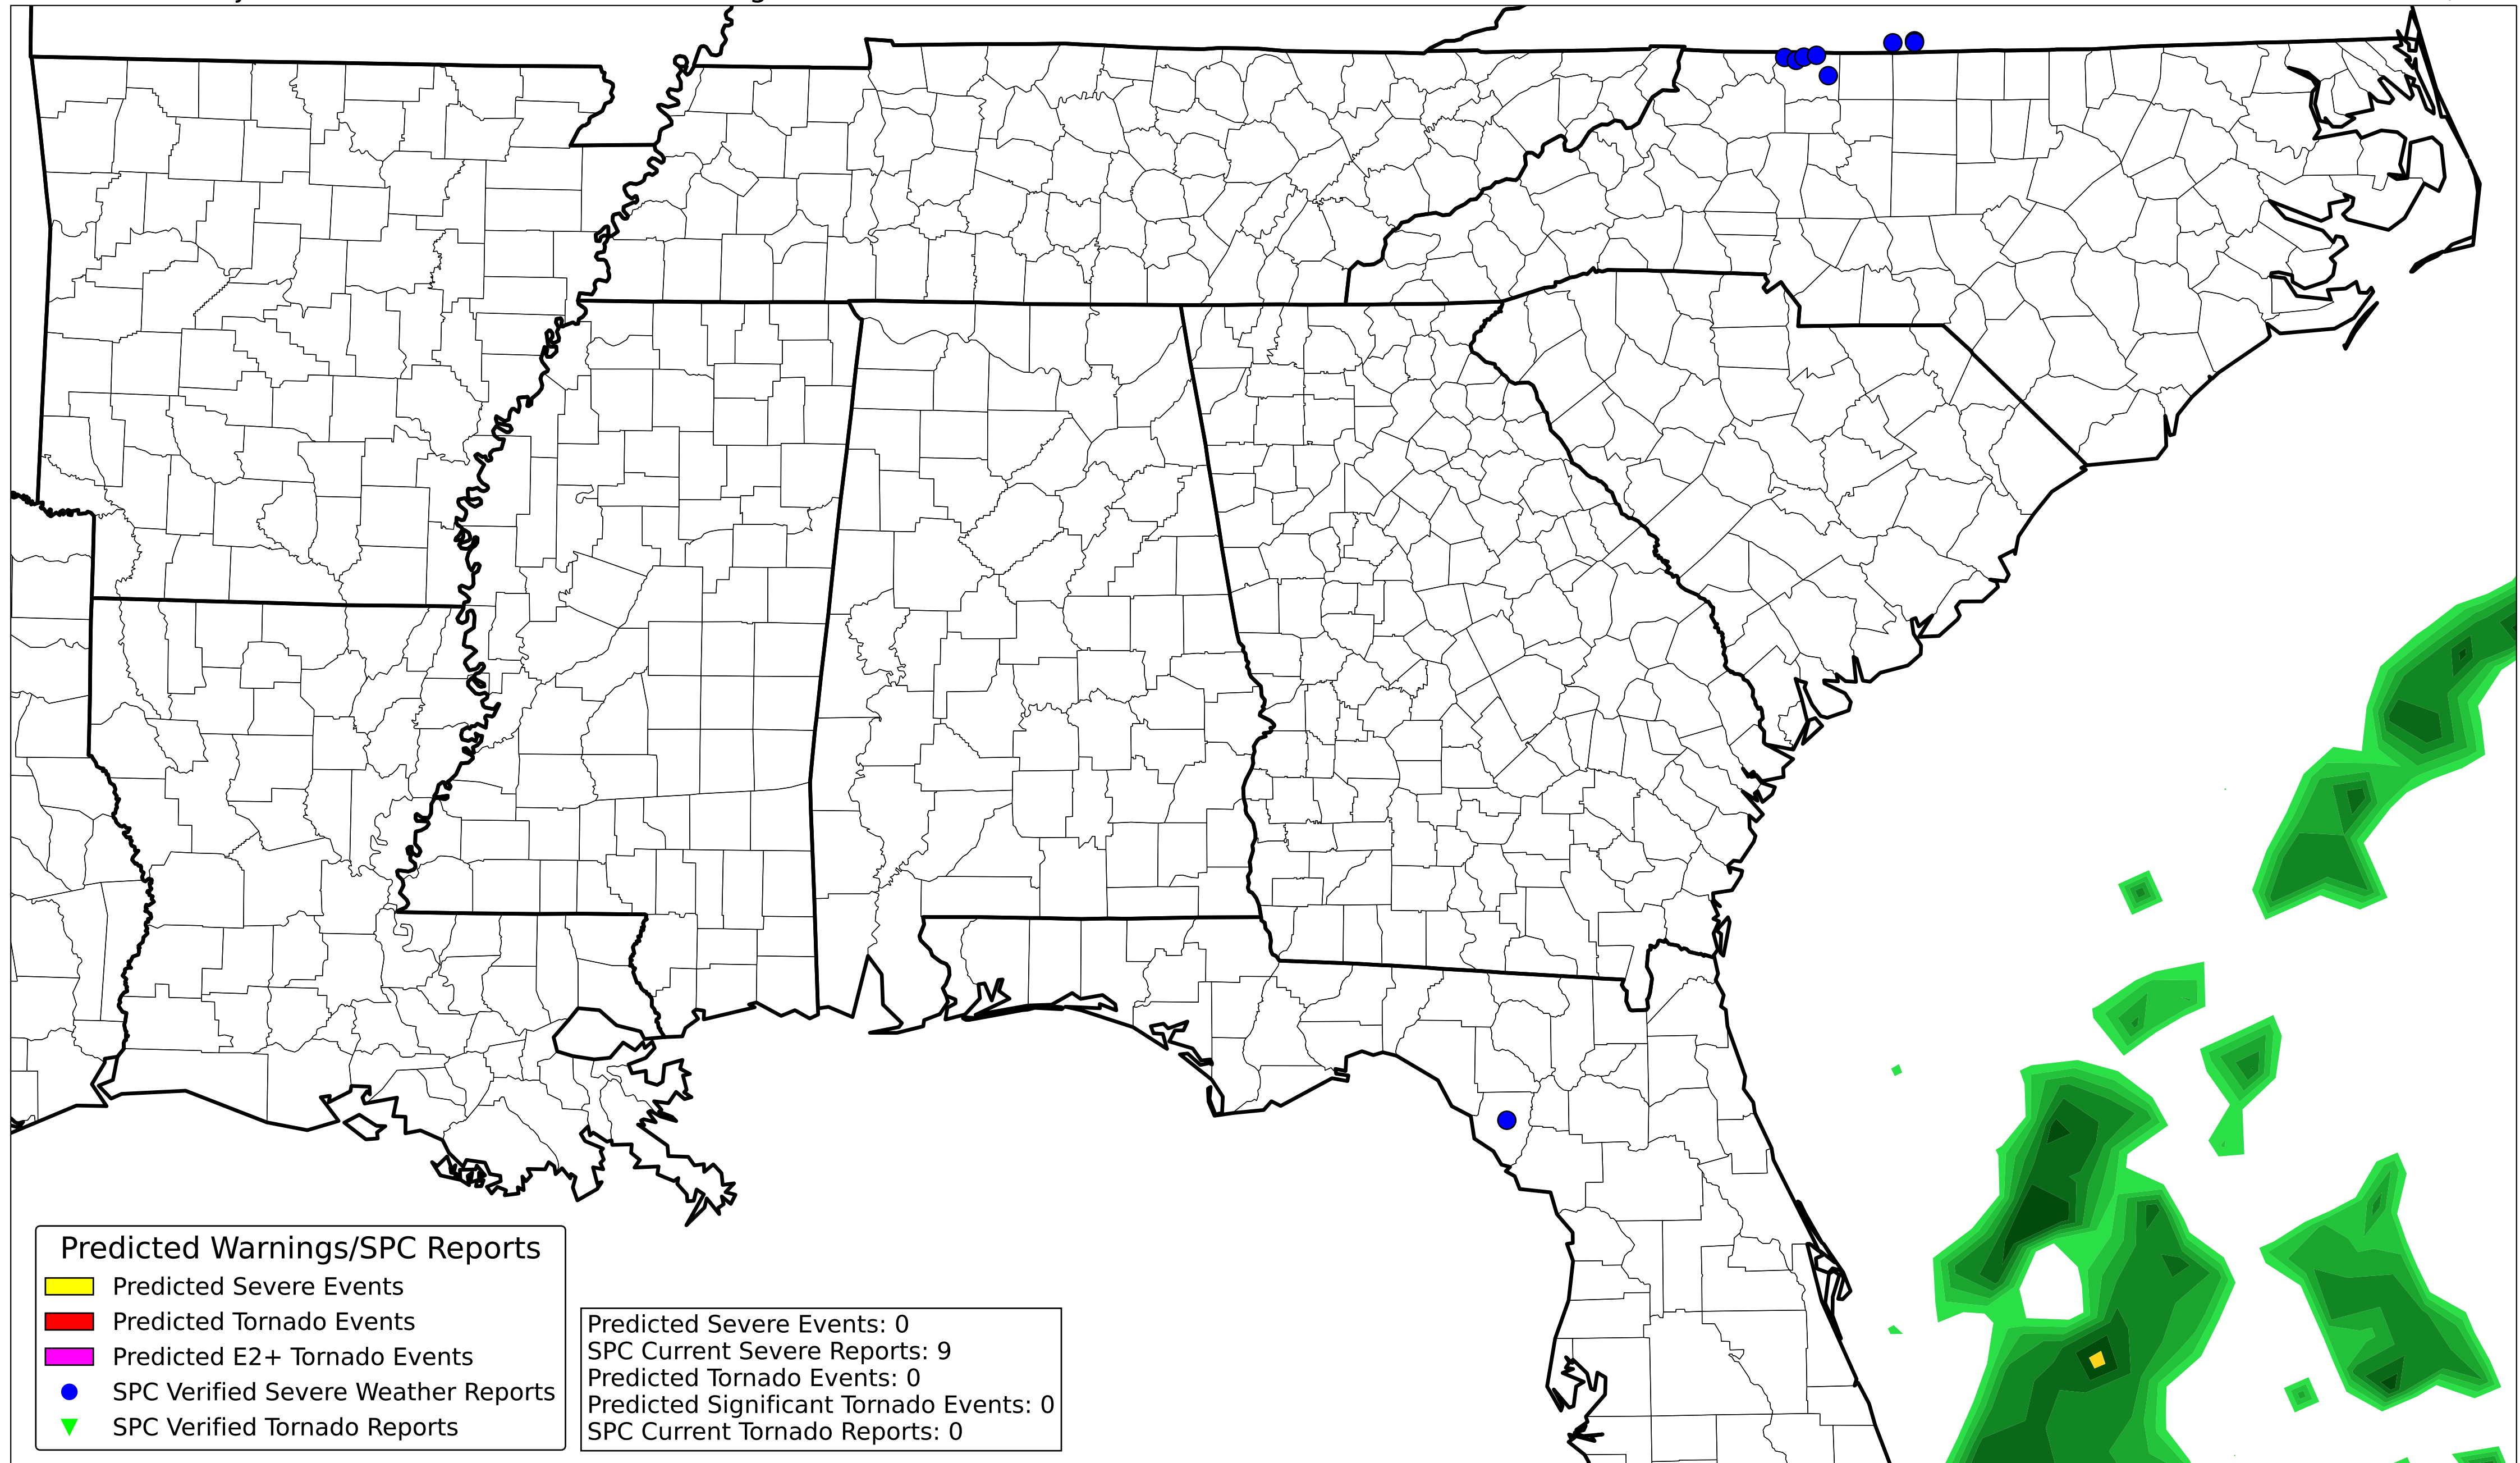 Predicted Warnings/SPC Reports
Predicted Severe Events
Predicted Tornado Events
Predicted E2+ Tornado Events
SPC Verified Severe Weather Reports
SPC Verified Tornado Reports
Predicted Severe Events: 0
SPC Current Severe Reports: 9
Predicted Tornado Events: 0
Predicted Significant Tornado Events: 0
SPC Current Tornado Reports: 0